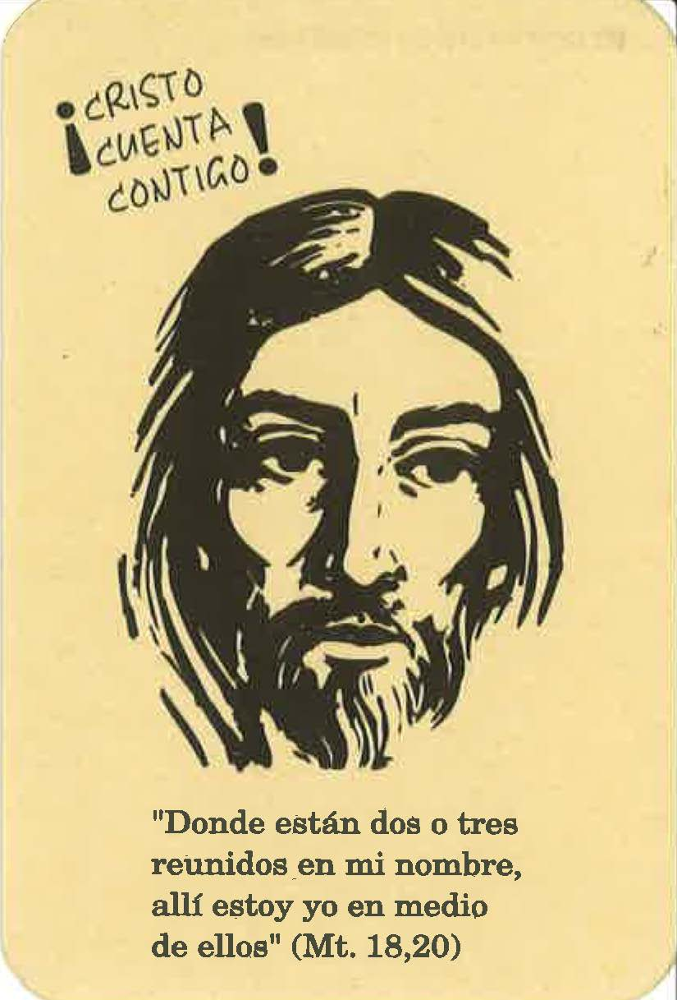 ¡CRISTO
CUENTA
CONTIGO!
"Donde están dos o tres
reunidos en mi nombre,
allí estoy yo en medio
de ellos" (Mt. 18,20)